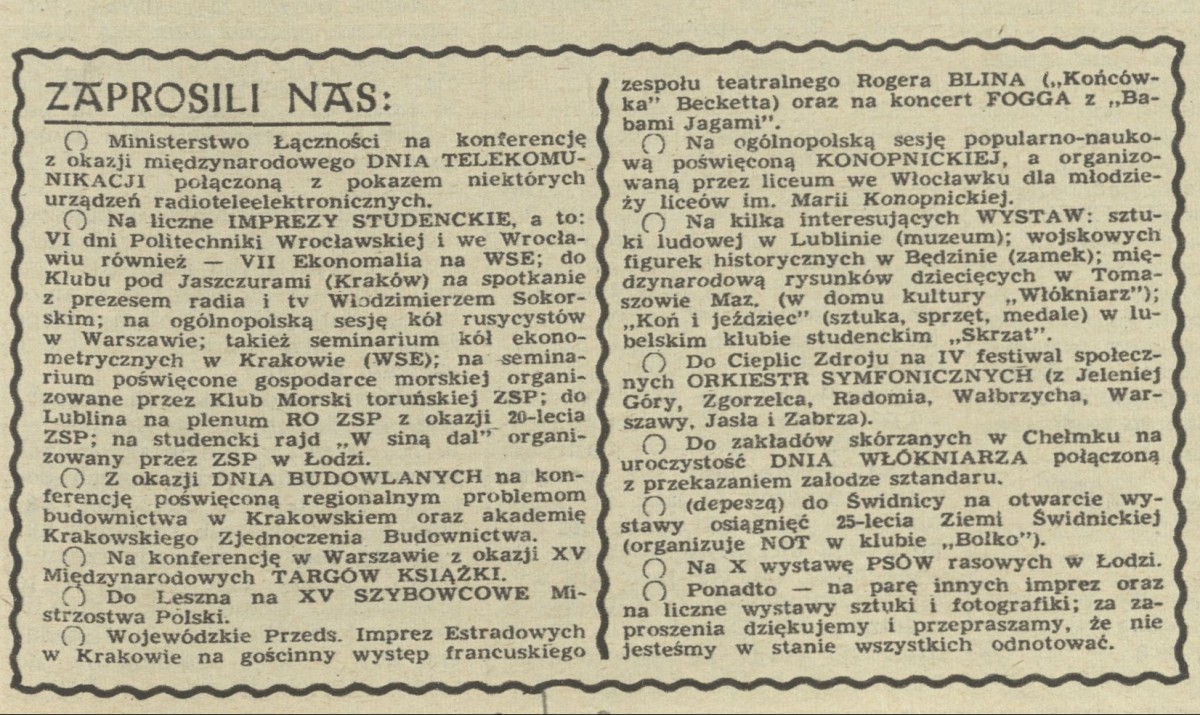 ZAPROSILI NAS:
Ministerstwo Łączności na konferencję
z okazji międzynarodowego DNIA TELEKOMU-
NIKACJI połączoną z pokazem niektórych
urządzeń radioteleelektronicznych.
Na liczne IMPREZY STUDENCKIE, a to:
VI dni Politechniki Wrocławskiej i we Wrocła-
wiu również — VII Ekonomalia na WSE; do
Klubu pod Jaszczurami (Kraków) na spotkanie
z prezesem radia i tv Włodzimierzem Sokor-
skim; na ogólnopolską sesję kół rusycystów
w Warszawie; takież seminarium kół ekono-
metrycznych w Krakowie (WSE); na semina-
rium poświęcone gospodarce morskiej organi-
zowane przez Klub Morski toruńskiej ZSP; do
Lublina na plenum RO ZSP z okazji 20-lecia
ZSP; na studencki rajd „W siną dal" organi-
zowany przez ZSP w Łodzi.
Z okazji DNIA BUDOWLANYCH na kon-
ferencję poświęconą regionalnym problemom
budownictwa w Krakowskiem oraz akademię
Krakowskiego Zjednoczenia Budownictwa.
Na konferencję w Warszawie z okazji XV
Międzynarodowych TARGÓW KSIĄŻKI.
Do Leszna na XV SZYBOWCOWE Mi-
strzostwa Polski.
Wojewódzkie Przeds. Imprez Estradowych
w Krakowie na gościnny występ francuskiego
zespołu teatralnego Rogera BLINA („Końców-
ka" Becketta) oraz na koncert FOGGA z „Ba-
bami Jagami".
Na ogólnopolską sesję popularno-nauko-
wą poświęconą KONOPNICKIEJ, a organizo-
waną przez liceum we Włocławku dla młodzie-
ży liceów im. Marii Konopnickiej.
Na kilka interesujących WYSTAW: sztu-
ki ludowej w Lublinie (muzeum); wojskowych
figurek historycznych w Będzinie (zamek); mię-
dzynarodową rysunków dziecięcych w Toma-
szowie Maz. (w domu kultury „Włókniarz");
„Koń i jeździec" (sztuka, sprzęt, medale) w lu-
belskim klubie studenckim „Skrzat".
Do Cieplic Zdroju na IV festiwal społecz-
nych ORKIESTR SYMFONICZNYCH (z Jeleniej
Góry, Zgorzelca, Radomia, Wałbrzycha, War-
szawy, Jasła i Zabrza).
Do zakładów skórzanych w Chełmku na
uroczystość DNIA WŁÓKNIARZA połączoną
z przekazaniem załodze sztandaru.
(depeszą) do Świdnicy na otwarcie wy-
stawy osiągnięć 25-lecia Ziemi Świdnickiej
(organizuje NOT w klubie „Bolko").
Na X wystawę PSÓW rasowych w Łodzi.
Ponadto — na parę innych imprez oraz
na liczne wystawy sztuki i fotografiki; za za-
proszenia dziękujemy i przepraszamy, że nie
jesteśmy w stanie wszystkich odnotować.